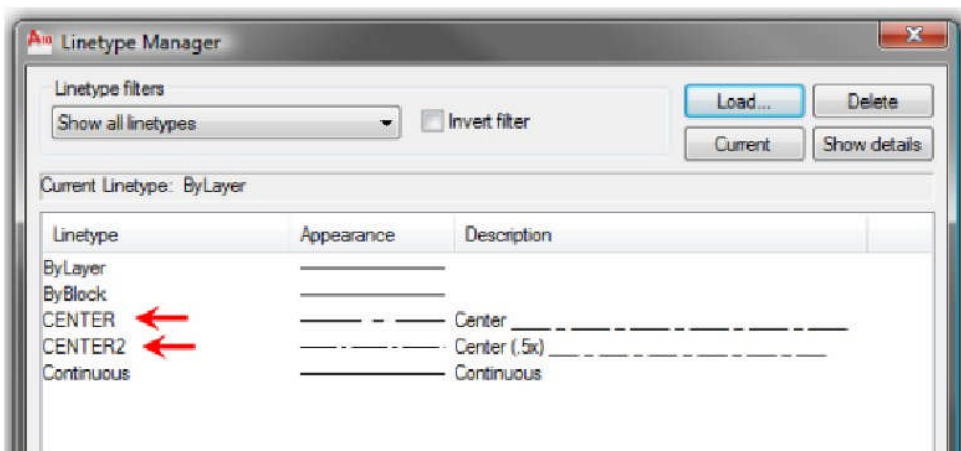 Linetype Manager
Linetype filters
Show all linetypes
Invert filter
Load...
Delete
Current
Show details
Current Linetype: ByLayer
Linetype Appearance Description
ByLayer
ByBlock
CENTER Center
CENTER2 Center (.5x)
Continuous Continuous